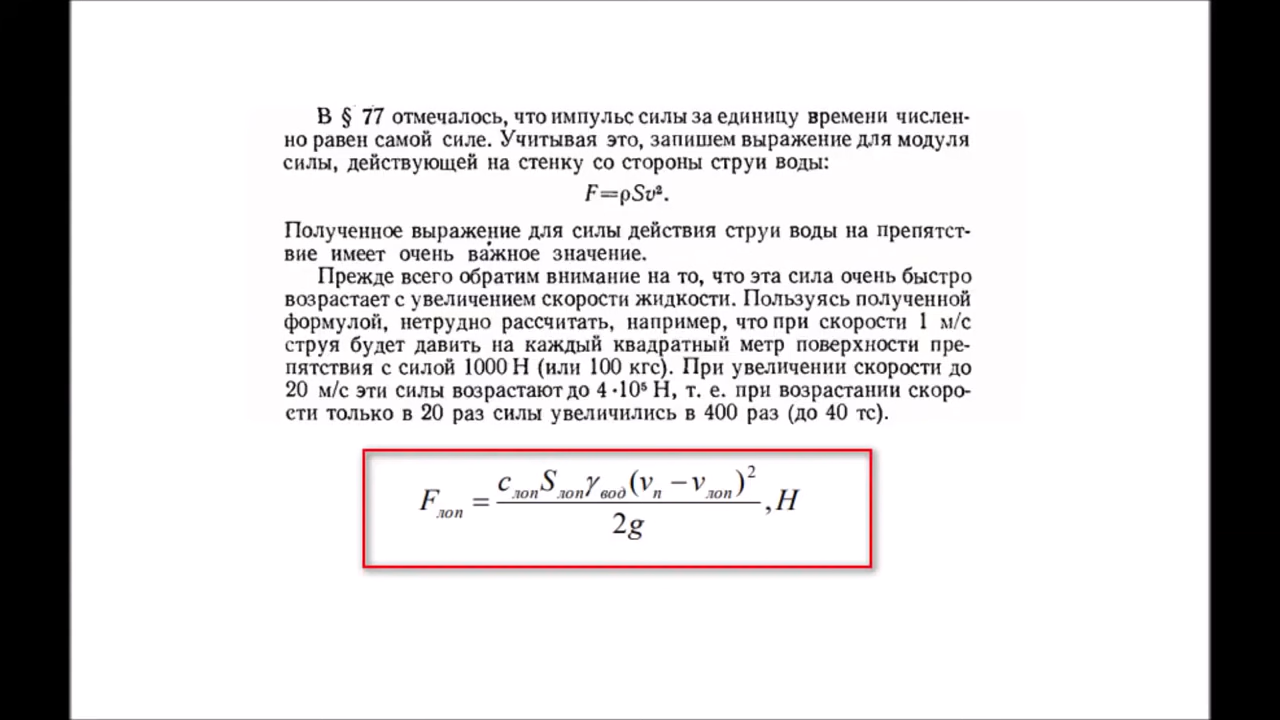 В § 77 отмечалось, что импульс силы за единицу времени числен-
но равен самой силе. Учитывая это, запишем выражение для модуля
силы, действующей на стенку со стороны струи воды:
F=ρSv².
Полученное выражение для силы действия струи воды на препятст-
вие имеет очень важное значение.
Прежде всего обратим внимание на то, что эта сила очень быстро
возрастает с увеличением скорости жидкости. Пользуясь полученной
формулой, нетрудно рассчитать, например, что при скорости 1 м/с
струя будет давить на каждый квадратный метр поверхности пре-
пятствия с силой 1000 Н (или 100 кгс). При увеличении скорости до
20 м/с эти силы возрастают до 4·10⁵ Н, т. е. при возрастании скоро-
сти только в 20 раз силы увеличились в 400 раз (до 40 тс).
F_лоп = c_лоп S_лоп γ_вод (v_п − v_лоп)² / 2g , Н